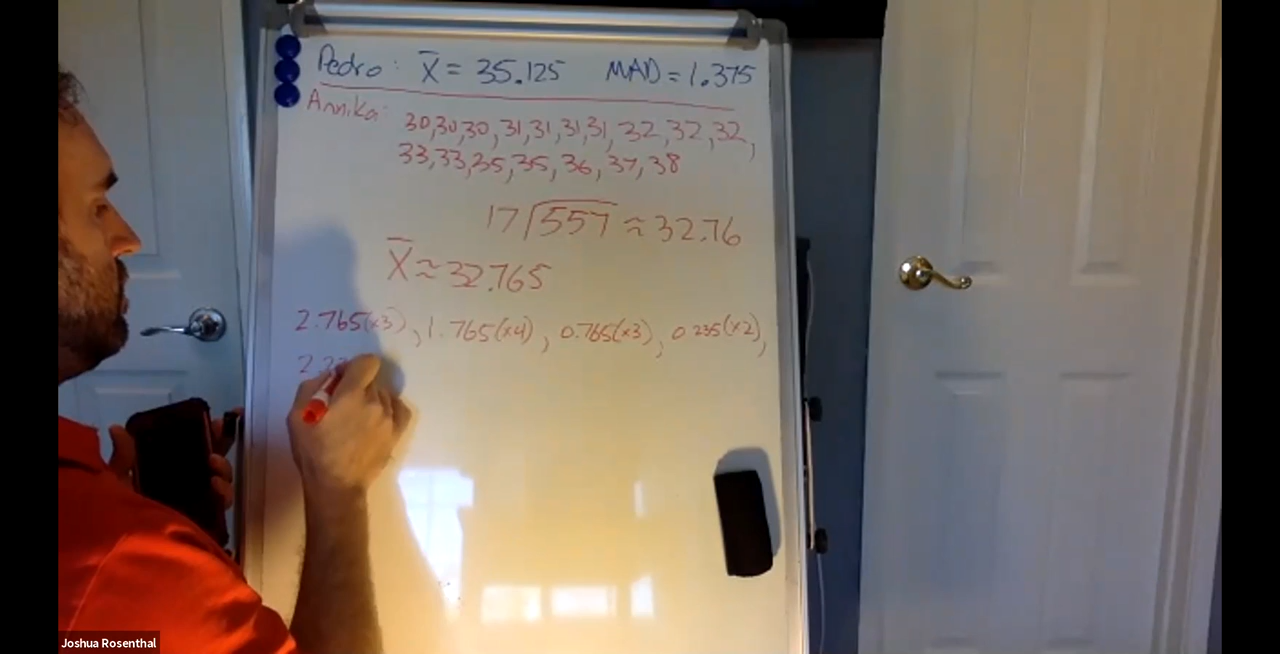 Pedro: x̄ = 35.125 MAD = 1.375
Annika: 30,30,30,31,31,31,31,32,32,32,
33,33,35,35,36,37,38
17 557 ≈ 32.76
x̄ ≈ 32.765
2.765(x3), 1.765(x4), 0.765(x3), 0.235(x2),
2.2
Joshua Rosenthal